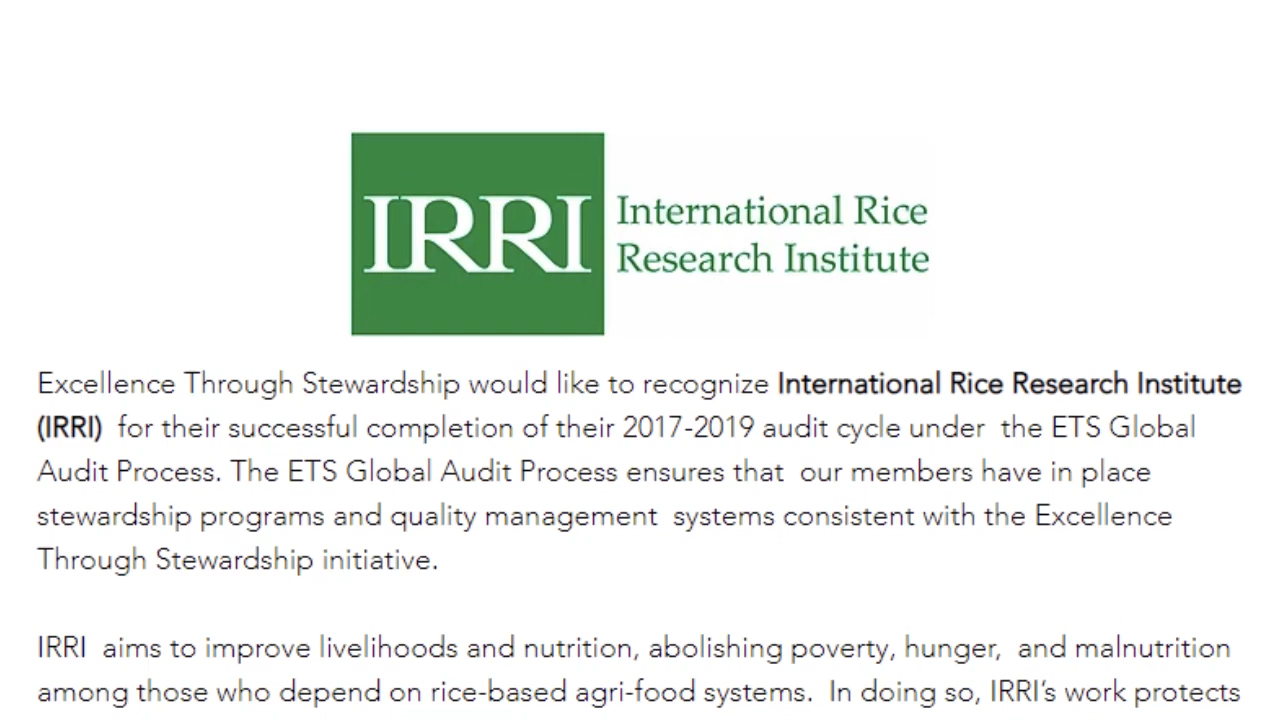 IRRI
International Rice
Research Institute
Excellence Through Stewardship would like to recognize International Rice Research Institute
(IRRI) for their successful completion of their 2017-2019 audit cycle under the ETS Global
Audit Process. The ETS Global Audit Process ensures that our members have in place
stewardship programs and quality management systems consistent with the Excellence
Through Stewardship initiative.
IRRI aims to improve livelihoods and nutrition, abolishing poverty, hunger, and malnutrition
among those who depend on rice-based agri-food systems. In doing so, IRRI’s work protects